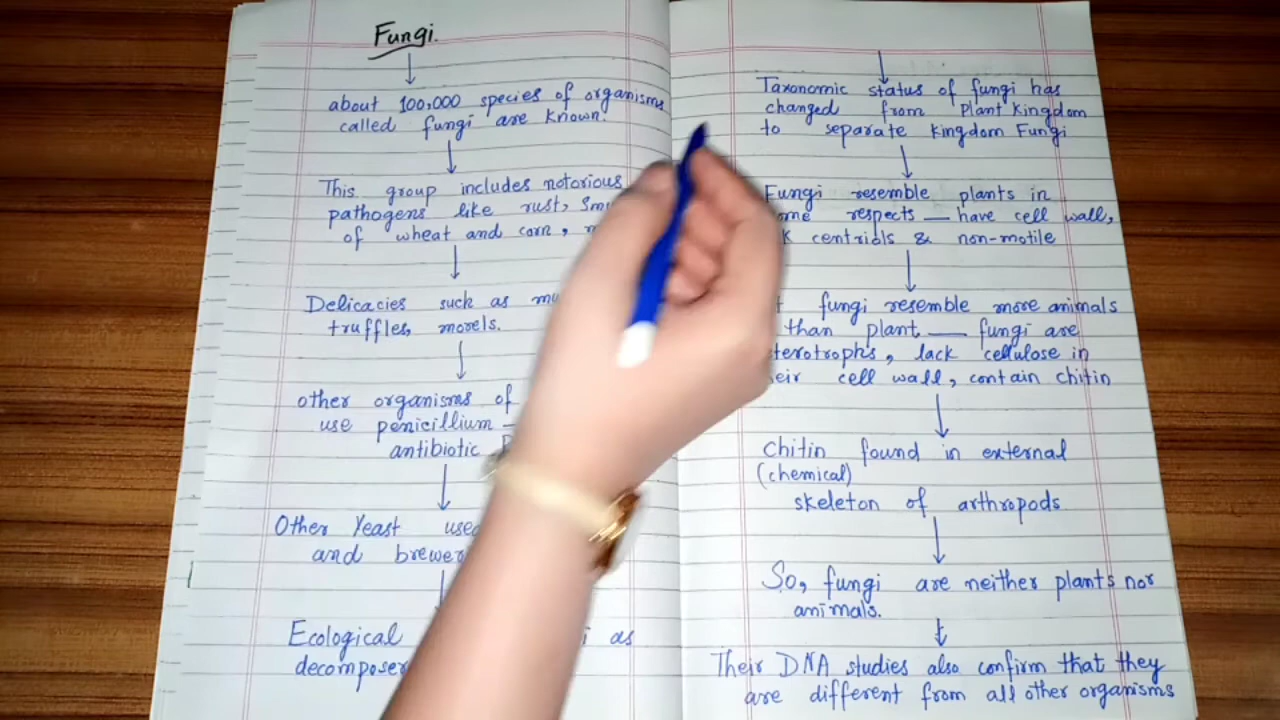 Fungi.
about 100,000 species of organisms
called fungi are known.
This group includes notorious
pathogens like rust,
of wheat and corn,
Delicacies such as
truffles, morels.
other organisms of
use penicillium —
antibiotic
Other Yeast used
and brewer
Ecological as
decomposer
Taxonomic status of fungi has
changed from Plant Kingdom
to separate Kingdom Fungi
Fungi resemble plants in
respects — have cell wall,
centriols & non-motile
fungi resemble more animals
than plant — fungi are
lack cellulose in
cell wall, contain chitin
Chitin found in external
(chemical)
skeleton of arthropods
So, fungi are neither plants nor
animals.
Their DNA studies also confirm that they
are different from all other organisms